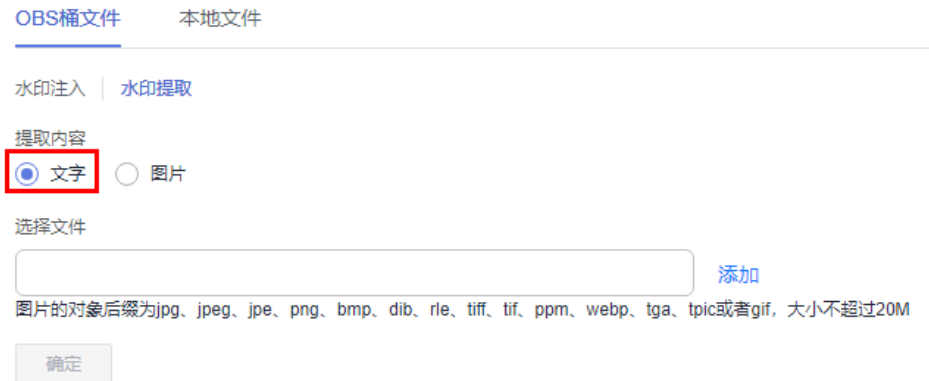 OBS桶文件 本地文件
水印注入 水印提取
提取内容
文字 图片
选择文件
添加
图片的对象后缀为jpg、jpeg、jpe、png、bmp、dib、rle、tiff、tif、ppm、webp、tga、tpic或者gif，大小不超过20M
确定